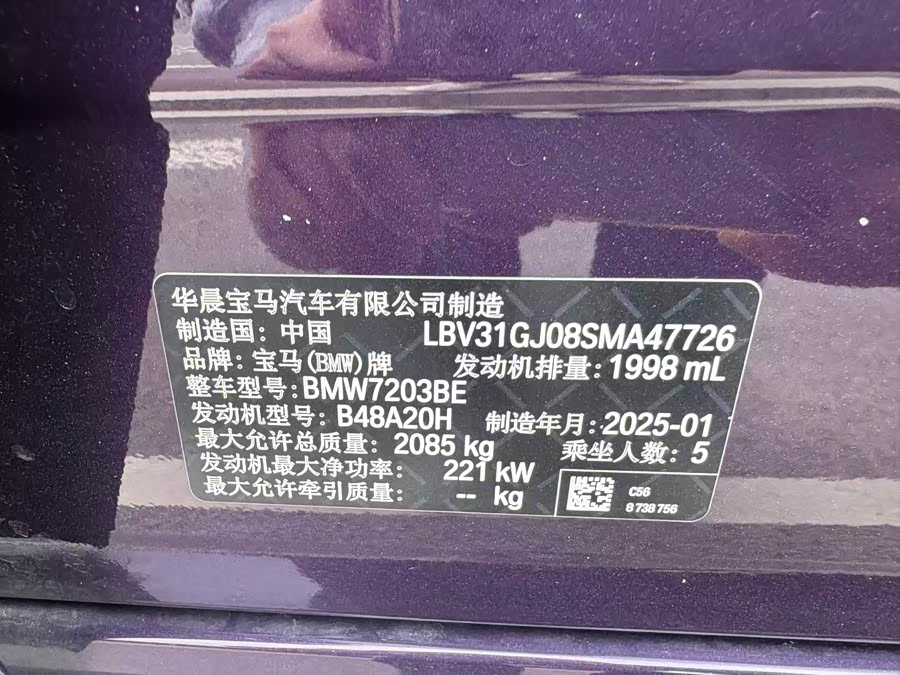 华晨宝马汽车有限公司制造
制造国：中国 LBV31GJ08SMA47726
品牌：宝马(BMW)牌 发动机排量：1998 mL
整车型号：BMW7203BE
发动机型号：B48A20H 制造年月：2025-01
最大允许总质量：2085 kg 乘坐人数：5
发动机最大净功率：221 kW
最大允许牵引质量：-- kg
C56
8 738 756